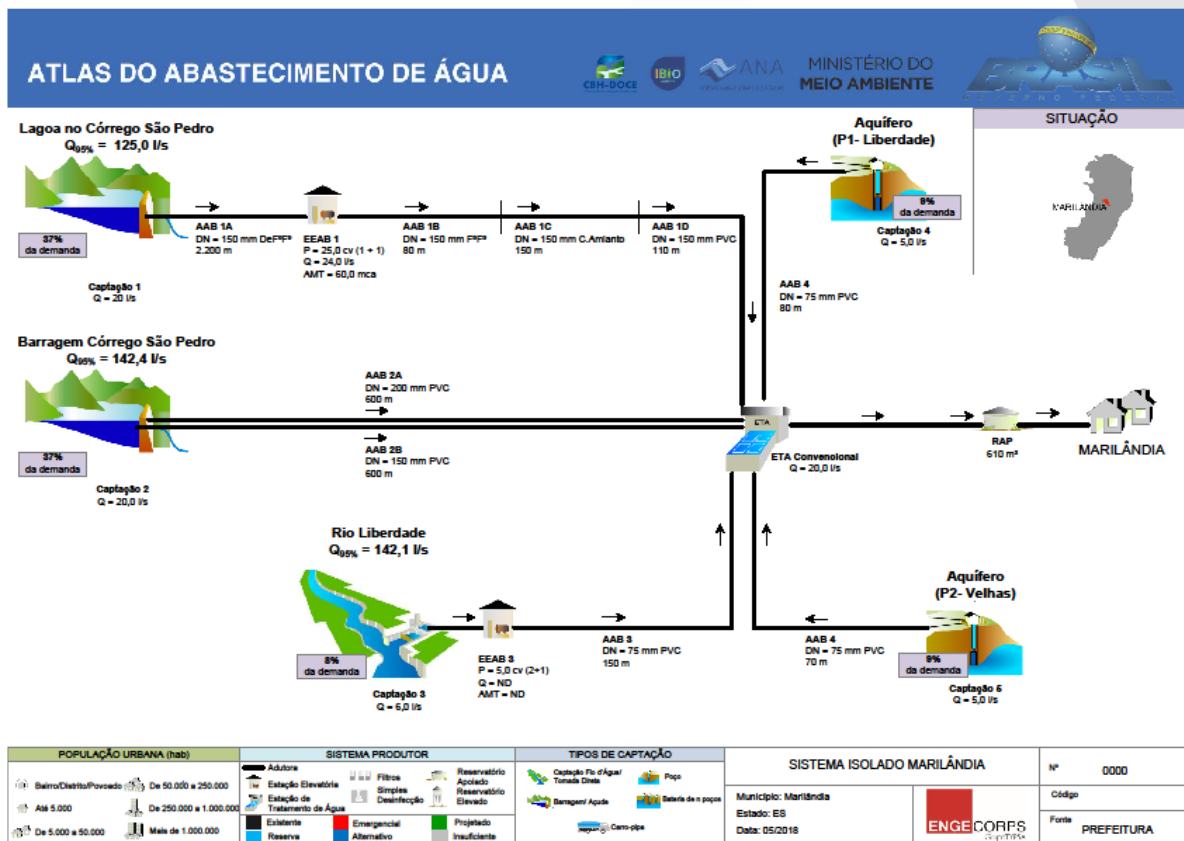 ATLAS DO ABASTECIMENTO DE ÁGUA
CBH-DOCE
IBIO
ANA
MINISTÉRIO DO
MEIO AMBIENTE
BRASIL
GOVERNO FEDERAL
SITUAÇÃO
MARILÂNDIA
Lagoa no Córrego São Pedro
Q95% = 125,0 l/s
37%
da demanda
Captação 1
Q = 20 l/s
AAB 1A
DN = 150 mm DeFºFº
2.200 m
EEAB 1
P = 25,0 cv (1 + 1)
Q = 24,0 l/s
AMT = 60,0 mca
AAB 1B
DN = 150 mm FºFº
80 m
AAB 1C
DN = 150 mm C.Amianto
150 m
AAB 1D
DN = 150 mm PVC
110 m
Aquífero
(P1- Liberdade)
9%
da demanda
Captação 4
Q = 5,0 l/s
AAB 4
DN = 75 mm PVC
80 m
Barragem Córrego São Pedro
Q95% = 142,4 l/s
37%
da demanda
Captação 2
Q = 20,0 l/s
AAB 2A
DN = 200 mm PVC
600 m
AAB 2B
DN = 150 mm PVC
600 m
ETA
ETA Convencional
Q = 20,0 l/s
RAP
610 m³
MARILÂNDIA
Rio Liberdade
Q95% = 142,1 l/s
8%
da demanda
Captação 3
Q = 6,0 l/s
EEAB 3
P = 5,0 cv (2+1)
Q = ND
AMT = ND
AAB 3
DN = 75 mm PVC
150 m
AAB 4
DN = 75 mm PVC
70 m
Aquífero
(P2- Velhas)
9%
da demanda
Captação 5
Q = 5,0 l/s
POPULAÇÃO URBANA (hab)
Bairro/Distrito/Povoado
De 50.000 a 250.000
Até 5.000
De 250.000 a 1.000.000
De 5.000 a 50.000
Mais de 1.000.000
SISTEMA PRODUTOR
Adutora
Estação Elevatória
Estação de
Tratamento de Água
Filtros
Simples
Desinfecção
Reservatório
Apoiado
Reservatório
Elevado
Existente
Emergencial
Projetado
Reserva
Alternativo
Insuficiente
TIPOS DE CAPTAÇÃO
Captação Fio d'Água/
Tomada Direta
Poço
Barragem/ Açude
Bateria de n poços
Carro-pipa
SISTEMA ISOLADO MARILÂNDIA
Município: Marilândia
Estado: ES
Data: 05/2018
ENGECORPS
Grupo TYPSA
Nº 0000
Código
Fonte
PREFEITURA